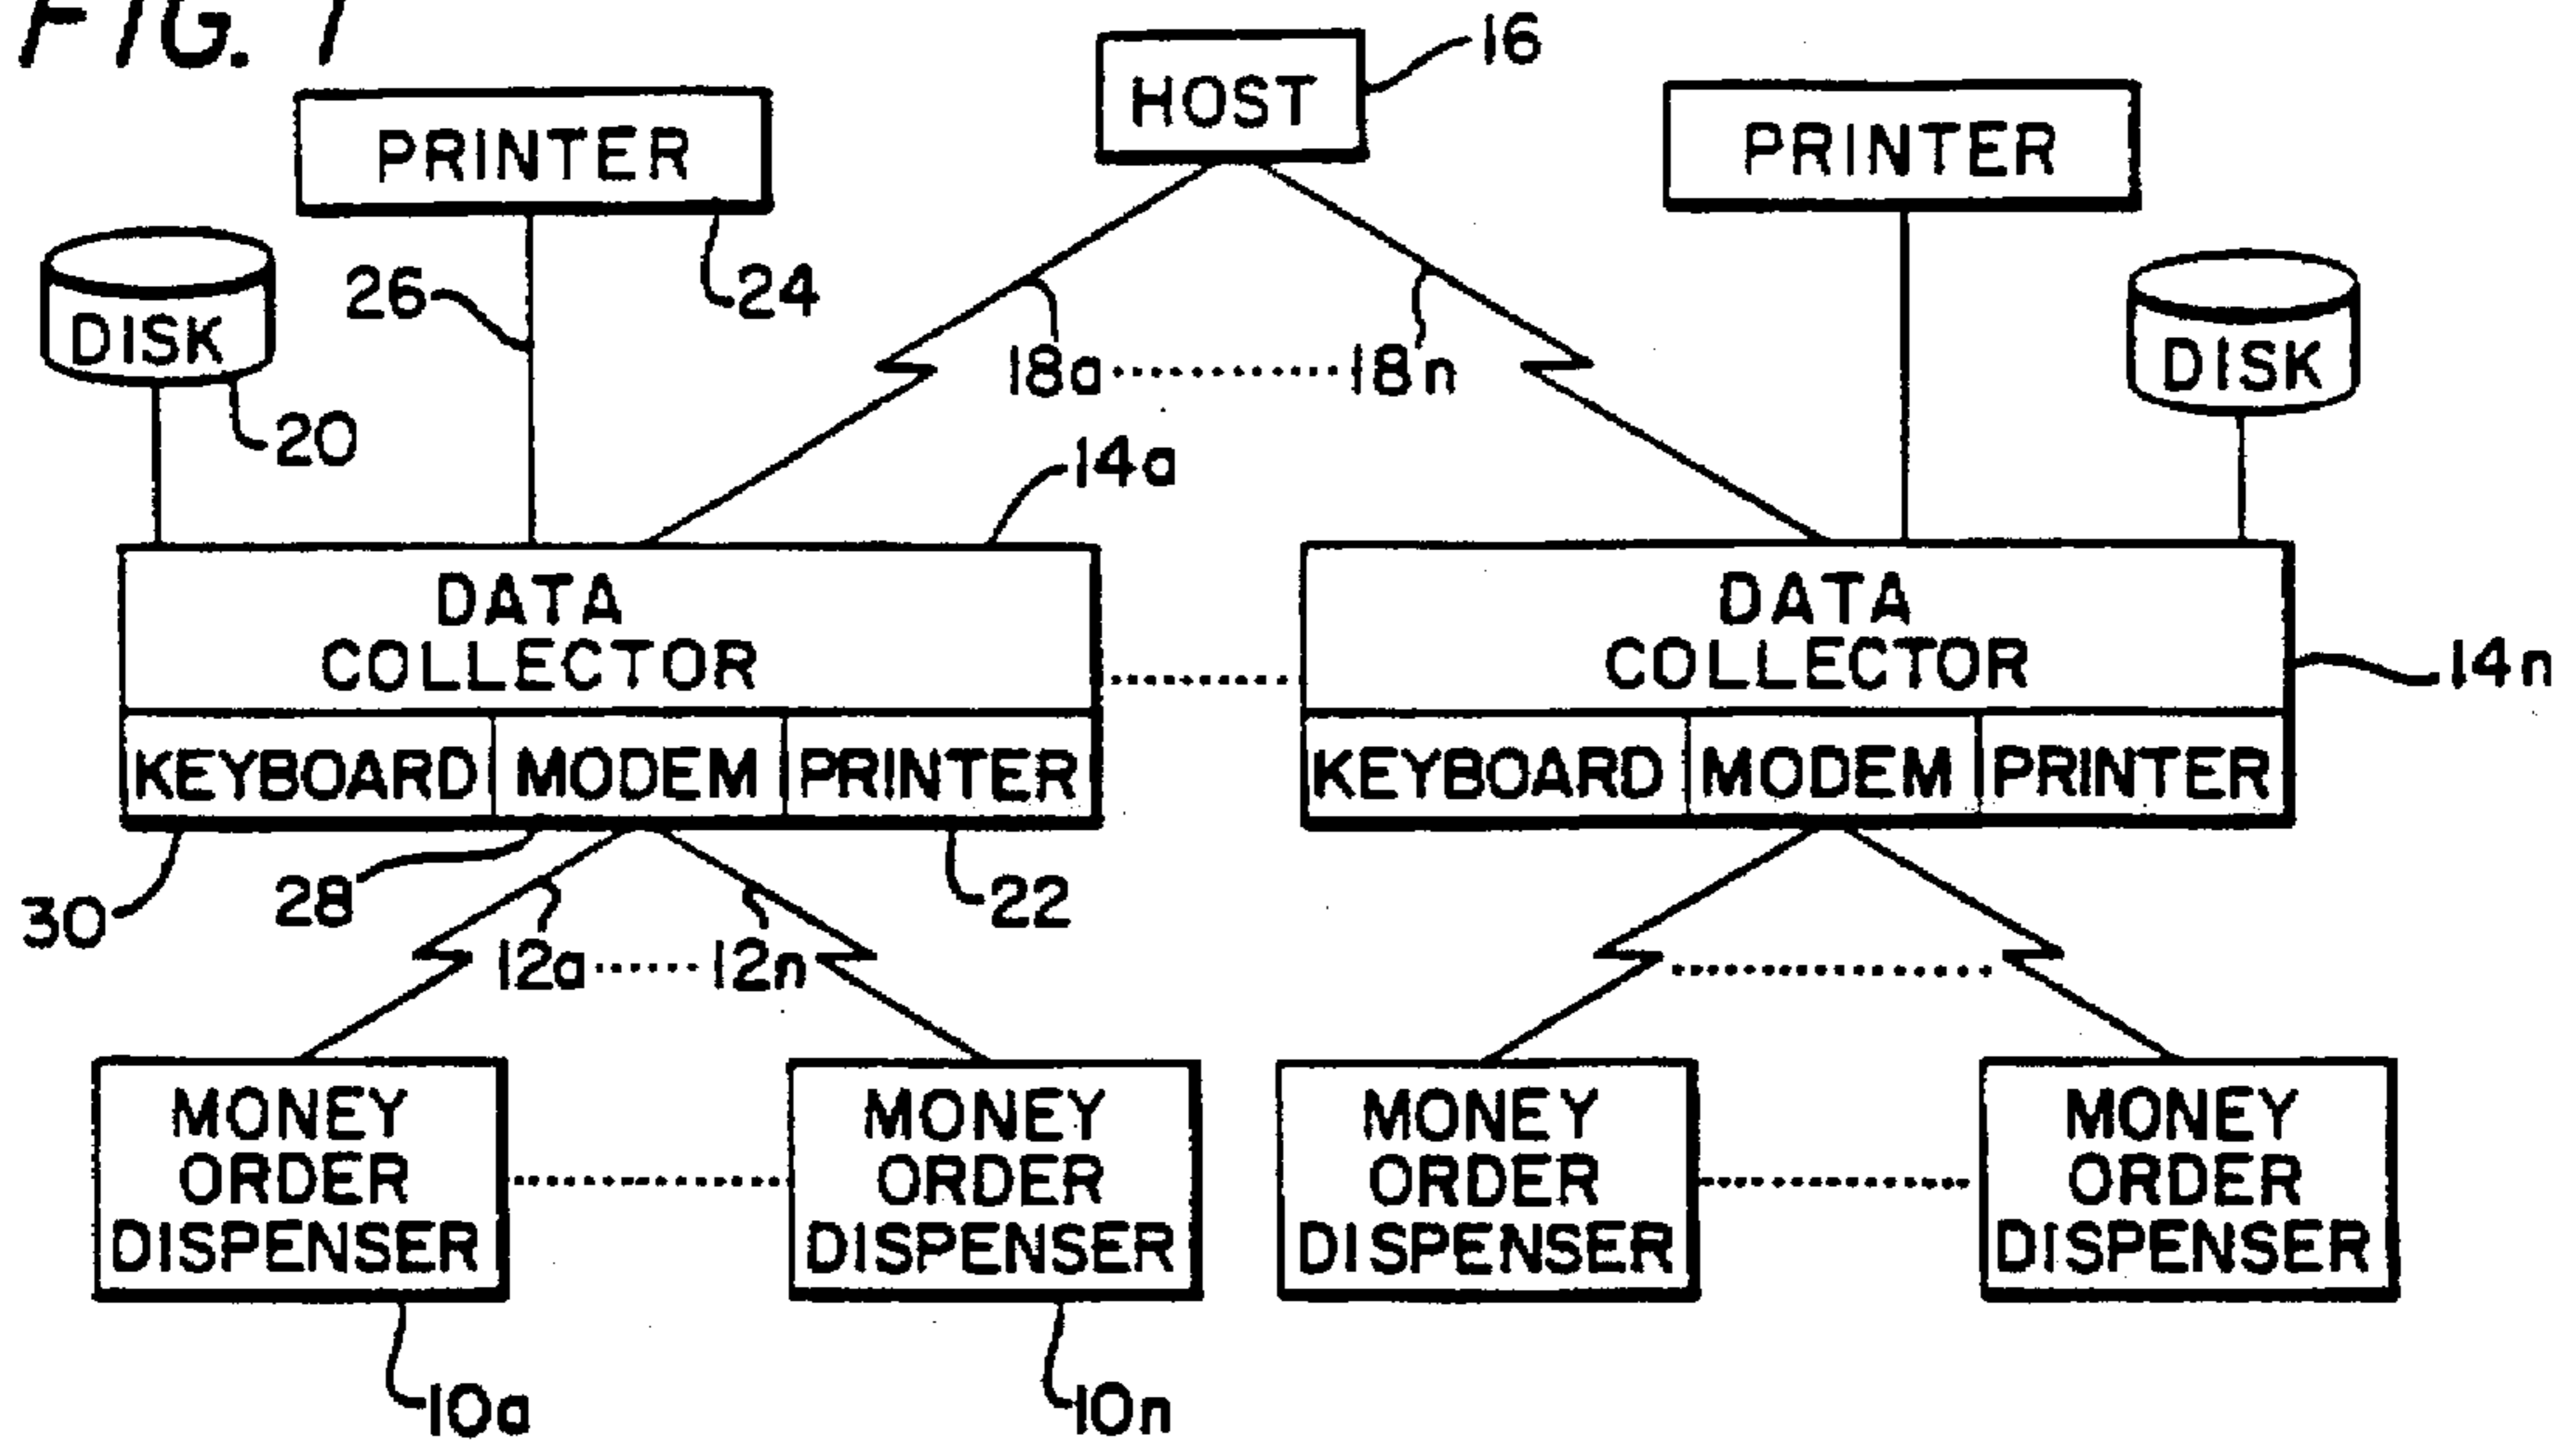 FIG. 1
HOST
16
PRINTER
PRINTER
24
26
DISK
20
DISK
18a
18n
14a
DATA
COLLECTOR
DATA
COLLECTOR
14n
KEYBOARD
MODEM
PRINTER
KEYBOARD
MODEM
PRINTER
30
28
22
12a
12n
MONEY
ORDER
DISPENSER
MONEY
ORDER
DISPENSER
MONEY
ORDER
DISPENSER
MONEY
ORDER
DISPENSER
10a
10n